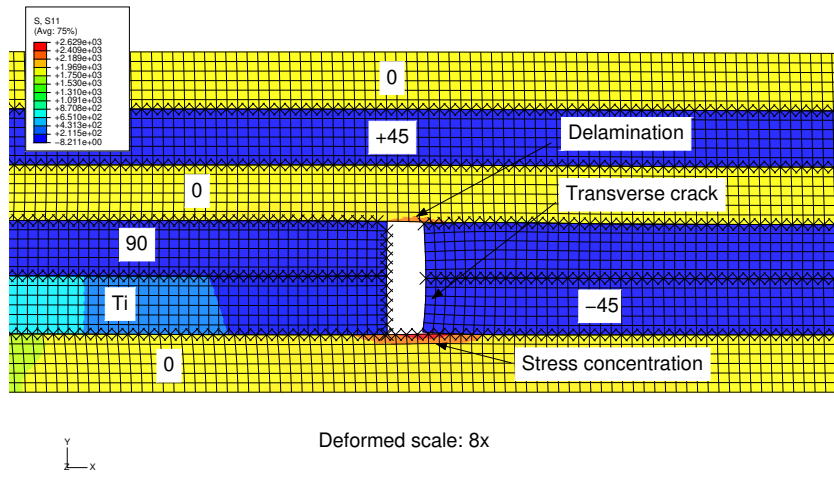 S, S11
(Avg: 75%)
+2.629e+03
+2.409e+03
+2.189e+03
+1.969e+03
+1.750e+03
+1.530e+03
+1.310e+03
+1.091e+03
+8.708e+02
+6.510e+02
+4.313e+02
+2.115e+02
-8.211e+00
0
+45
Delamination
0
Transverse crack
90
Ti
−45
0
Stress concentration
Y
Z X
Deformed scale: 8x